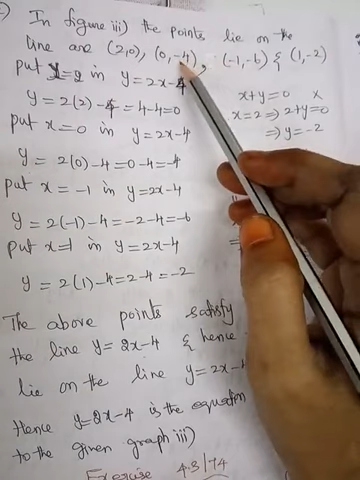 In figure iii) the points lie on the
line are (2,0), (0,-4), (-1,-6) & (1,-2)
put x=2 in y=2x-4
y=2(2)-4=4-4=0
put x=0 in y=2x-4
y=2(0)-4=0-4=-4
put x=-1 in y=2x-4
y=2(-1)-4=-2-4=-6
put x=1 in y=2x-4
y=2(1)-4=2-4=-2
x+y=0 x
x=2⇒2+y=0
⇒y=-2
The above points satisfy
the line y=2x-4 & hence
lie on the line y=2x-4
Hence y=2x-4 is the equation
to the given graph iii)
Exercise 4.3/74